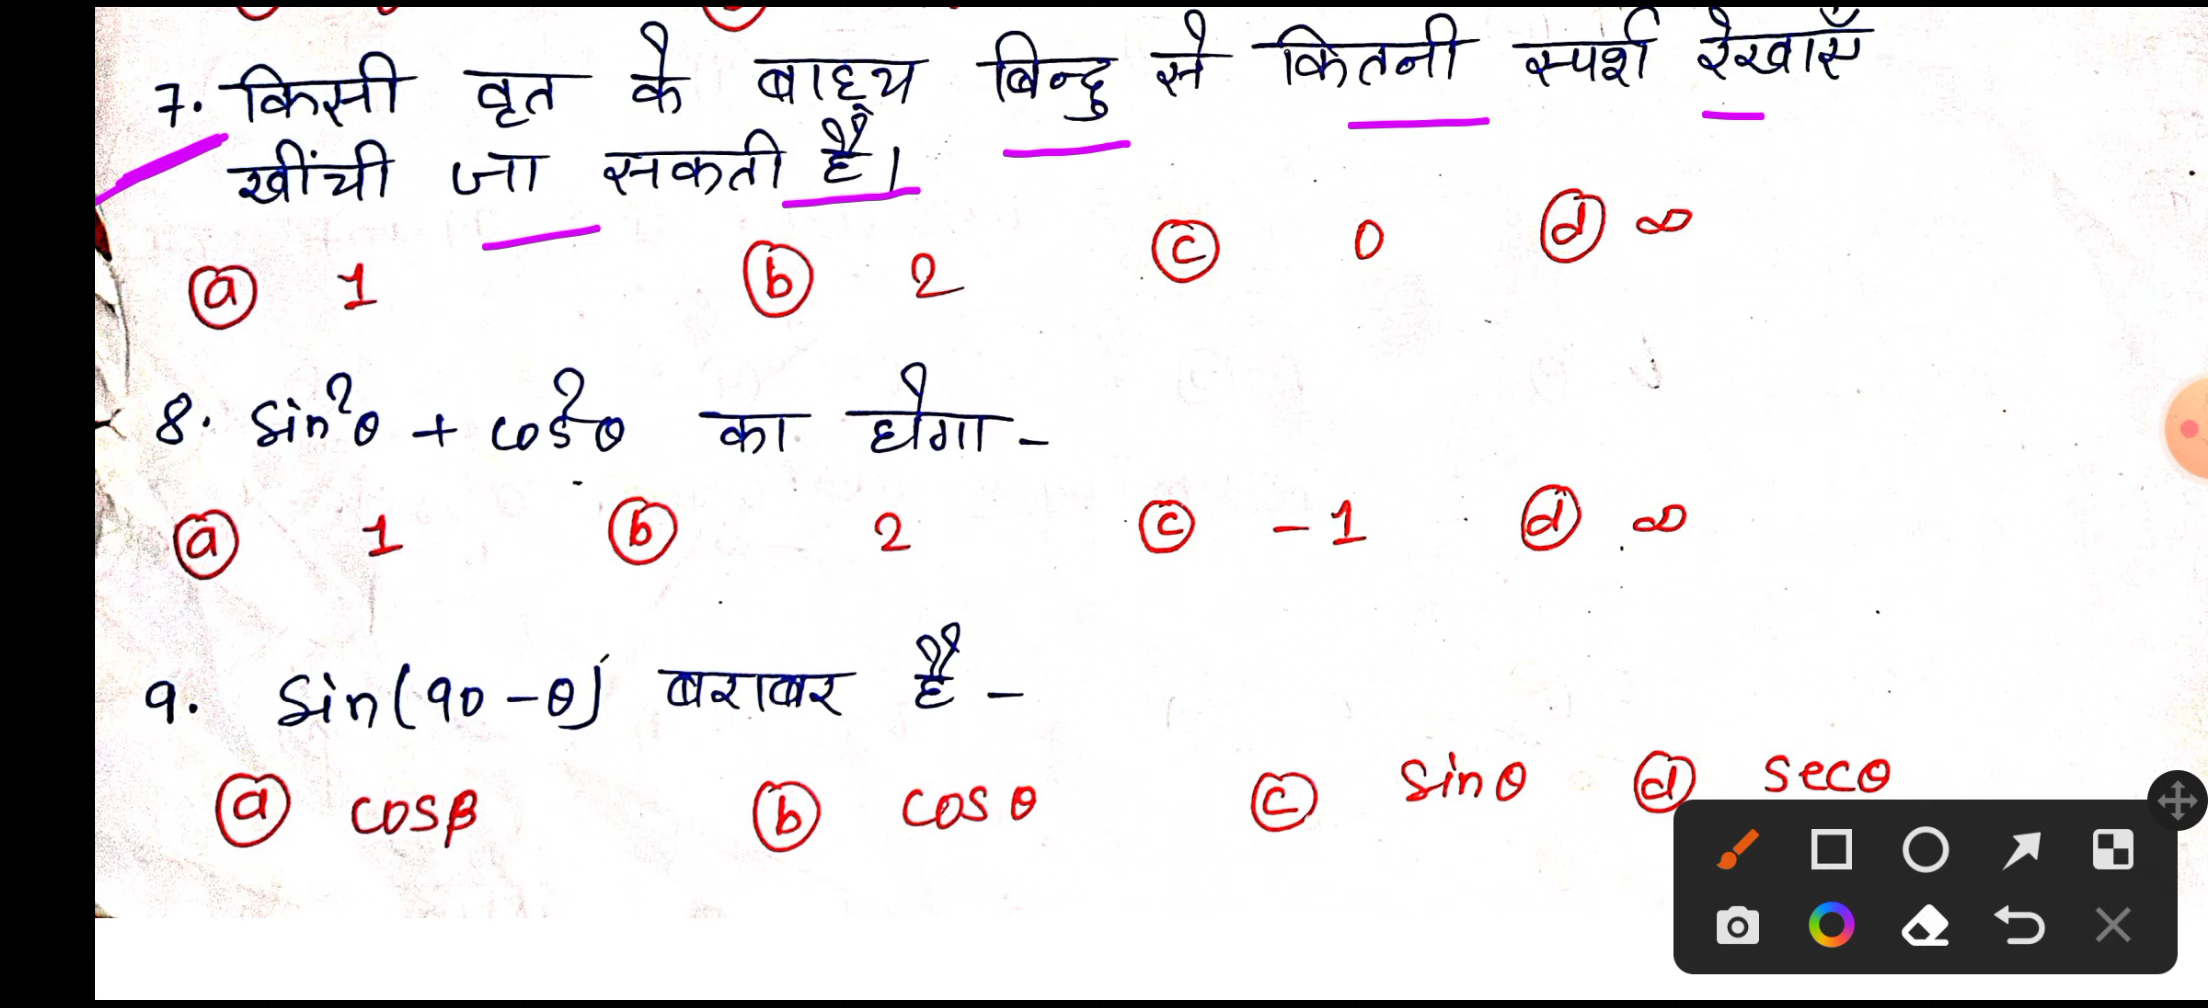 7. किसी वृत के बाह्य बिन्दु से कितनी स्पर्श रेखाएँ
खींची जा सकती है।
(a) 1 (b) 2 (c) 0 (d) ∞
8. sin²θ + cos²θ का होगा -
(a) 1 (b) 2 (c) -1 (d) ∞
9. sin(90-θ) बराबर है -
(a) cosβ (b) cosθ (c) sinθ (d) secθ